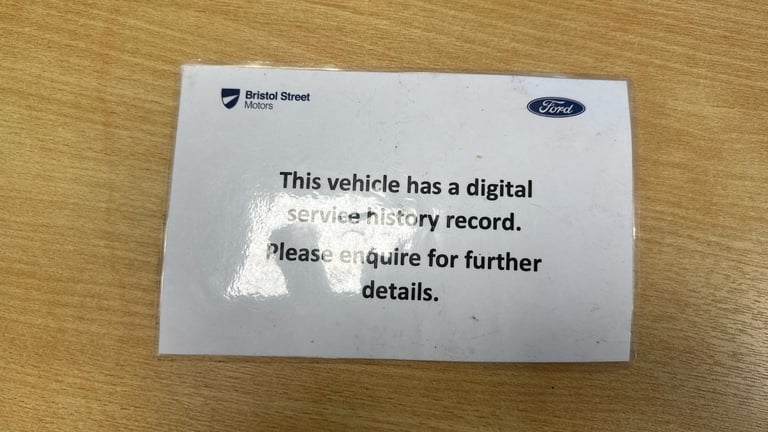 Bristol Street
Motors
Ford
This vehicle has a digital
service history record.
Please enquire for further
details.